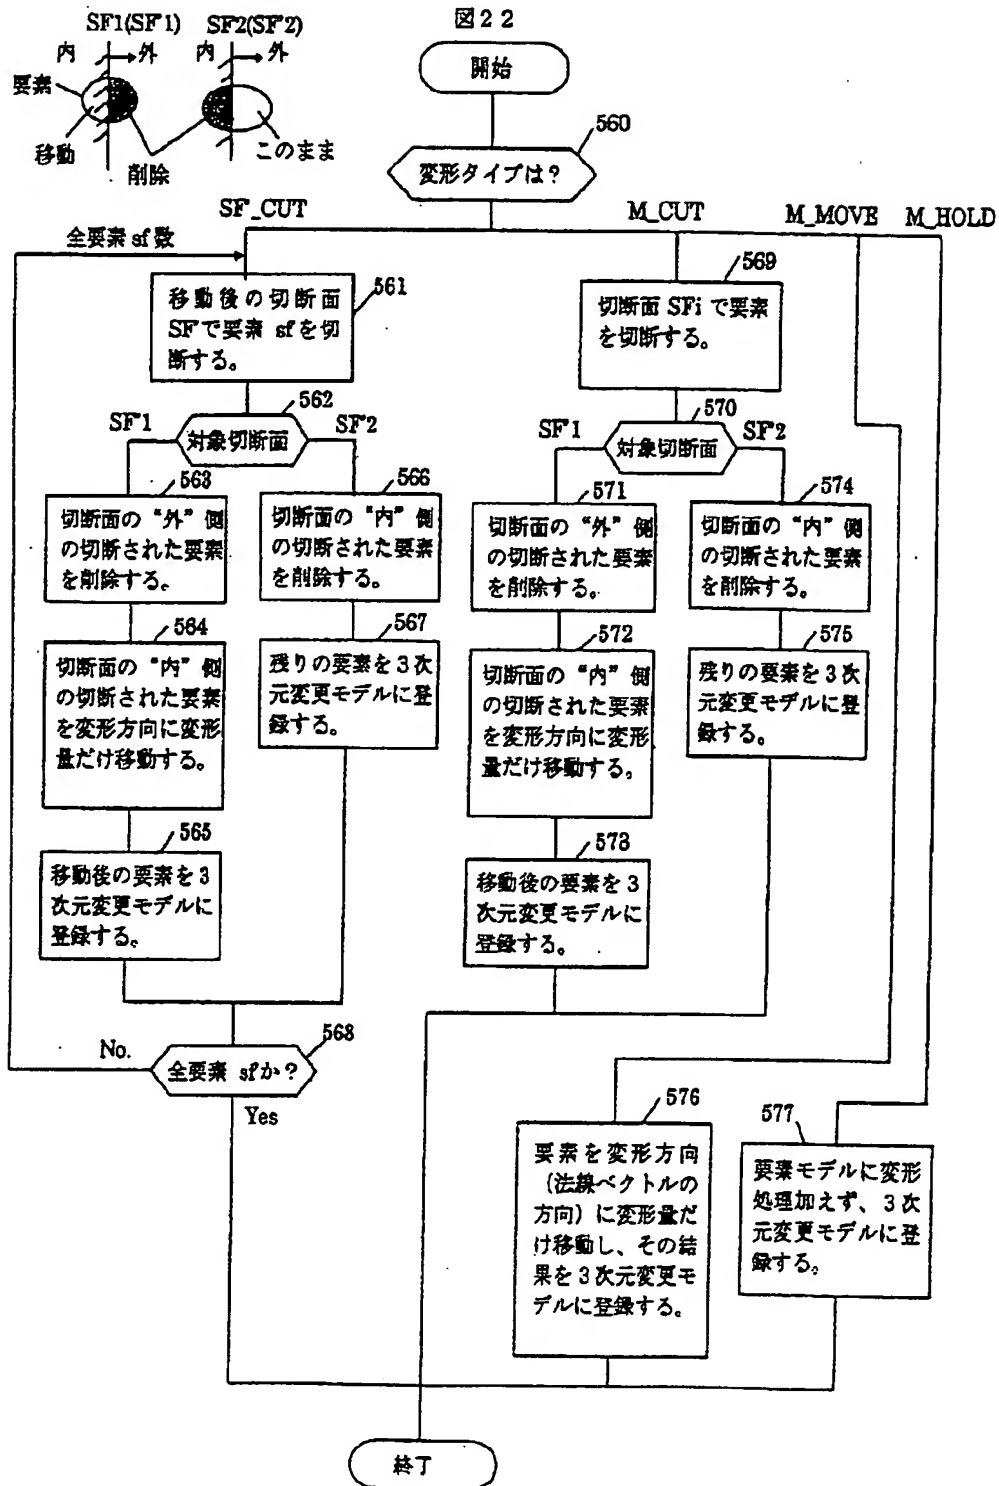 図２２
SF1(SF'1)
SF2(SF'2)
内
外
内
外
要素
移動
削除
このまま
開始
560
変形タイプは？
SF_CUT
M_CUT
M_MOVE
M_HOLD
全要素 sf 数
561
移動後の切断面
SF'で要素 sf を切
断する。
562
対象切断面
SF'1
SF'2
563
切断面の“外”側
の切断された要素
を削除する。
564
切断面の“内”側
の切断された要素
を変形方向に変形
量だけ移動する。
565
移動後の要素を３
次元変更モデルに
登録する。
566
切断面の“内”側
の切断された要素
を削除する。
567
残りの要素を３次
元変更モデルに登
録する。
568
全要素 sf か？
No.
Yes
569
切断面 SFi で要素
を切断する。
570
対象切断面
SF'1
SF'2
571
切断面の“外”側
の切断された要素
を削除する。
572
切断面の“内”側
の切断された要素
を変形方向に変形
量だけ移動する。
573
移動後の要素を３
次元変更モデルに
登録する。
574
切断面の“内”側
の切断された要素
を削除する。
575
残りの要素を３次
元変更モデルに登
録する。
576
要素を変形方向
（法線ベクトルの
方向）に変形量だ
け移動し、その結
果を３次元変更モ
デルに登録する。
577
要素モデルに変形
処理加えず、３次
元変更モデルに登
録する。
終了